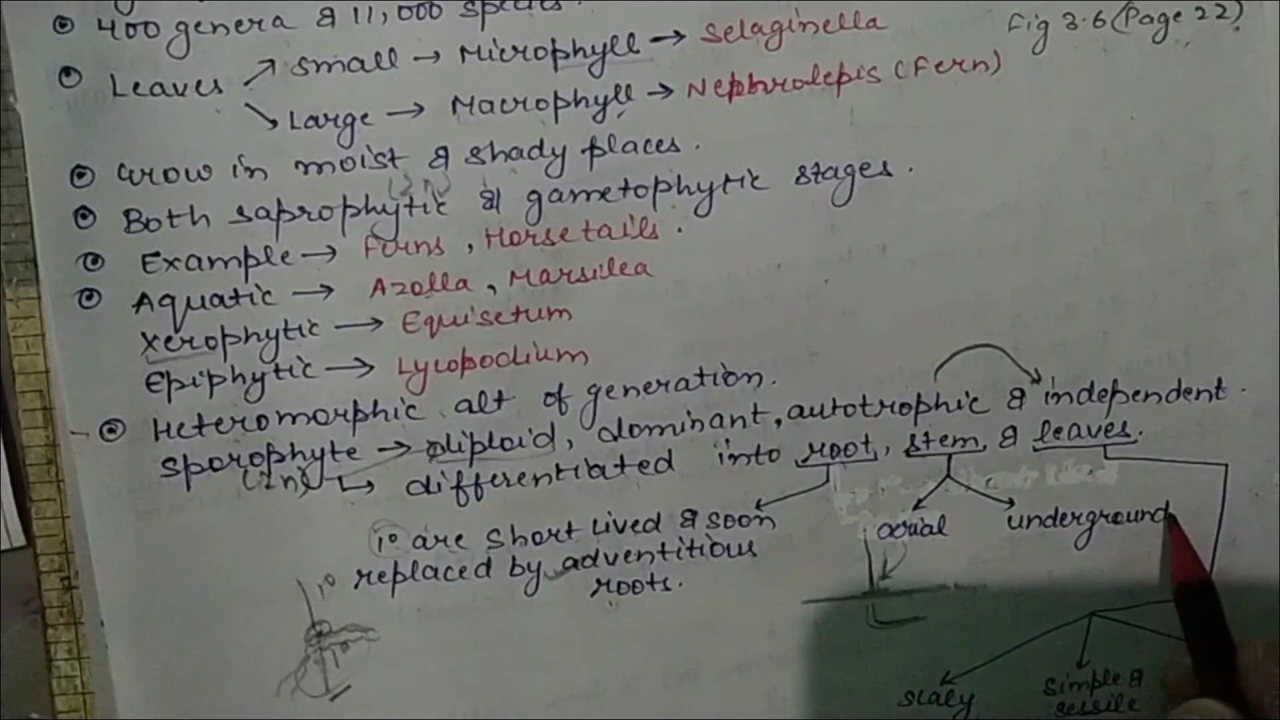 400 genera & 11,000 species.
Fig 3.6 (Page 22)
Leaves ↗ small → Microphyll → Selaginella
↘ Large → Macrophyll → Nephrolepis (Fern)
Grow in moist & shady places.
(2n)
Both saprophytic & gametophytic stages.
Example → Ferns, Horsetails.
Aquatic → Azolla, Marsilea
Xerophytic → Equisetum
Epiphytic → Lycopodium
Heteromorphic alt of generation.
sporophyte → diploid, dominant, autotrophic & independent.
(2n) ↳ differentiated into root, stem & leaves.
1° are short lived & soon
replaced by adventitious
roots.
aerial underground
1°
1°
scaly simple &
sessile